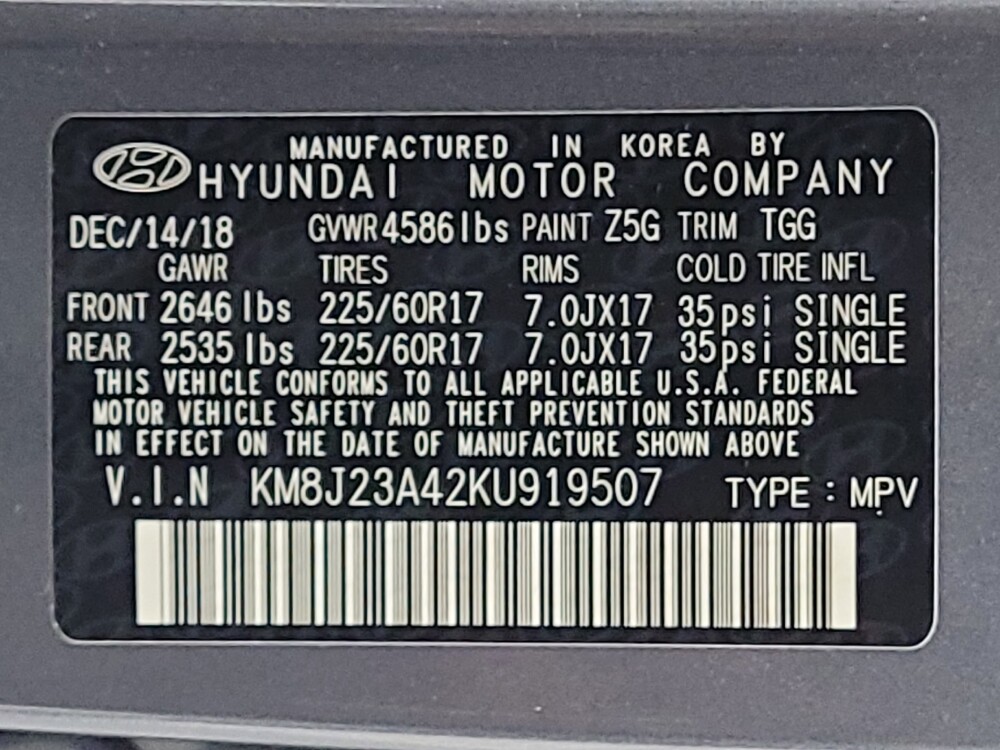 MANUFACTURED IN KOREA BY
HYUNDAI MOTOR COMPANY
DEC/14/18 GVWR 4586 lbs PAINT Z5G TRIM TGG
GAWR TIRES RIMS COLD TIRE INFL
FRONT 2646 lbs 225/60R17 7.0JX17 35psi SINGLE
REAR 2535 lbs 225/60R17 7.0JX17 35psi SINGLE
THIS VEHICLE CONFORMS TO ALL APPLICABLE U.S.A. FEDERAL
MOTOR VEHICLE SAFETY AND THEFT PREVENTION STANDARDS
IN EFFECT ON THE DATE OF MANUFACTURE SHOWN ABOVE
V.I.N KM8J23A42KU919507 TYPE : MPV